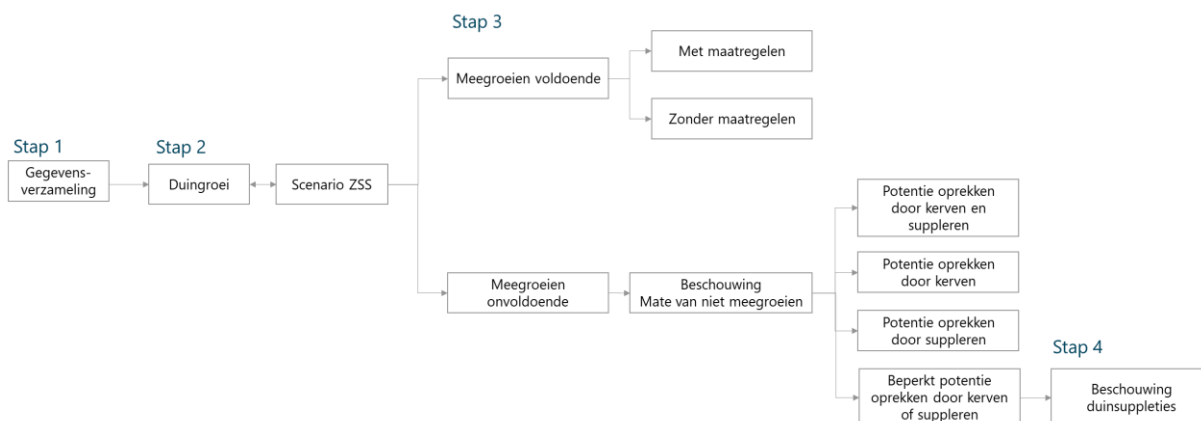 Stap 1
Gegevens-
verzameling
Stap 2
Duingroei
Scenario ZSS
Stap 3
Meegroeien voldoende
Met maatregelen
Zonder maatregelen
Meegroeien
onvoldoende
Beschouwing
Mate van niet meegroeien
Potentie oprekken
door kerven en
suppleren
Potentie oprekken
door kerven
Potentie oprekken
door suppleren
Beperkt potentie
oprekken door kerven
of suppleren
Stap 4
Beschouwing
duinsuppleties